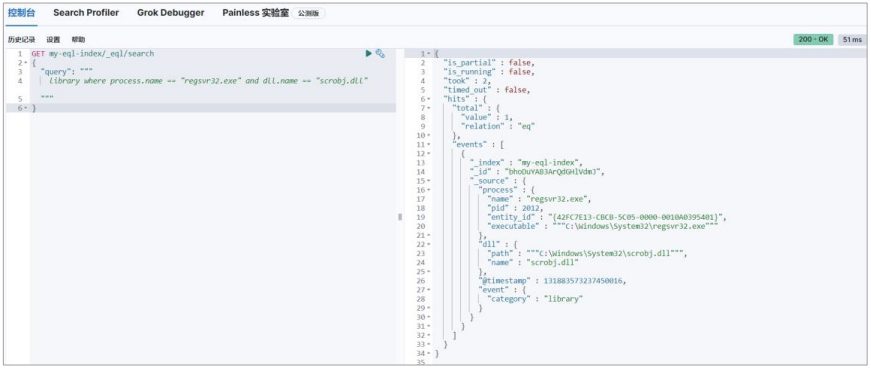 控制台 Search Profiler Grok Debugger Painless 实验室 公测版
历史记录 设置 帮助
200 - OK 51 ms
1 GET my-eql-index/_eql/search
2 {
3 "query": """
4 library where process.name == "regsvr32.exe" and dll.name == "scrobj.dll"
5 """
6 }
1 {
2 "is_partial" : false,
3 "is_running" : false,
4 "took" : 2,
5 "timed_out" : false,
6 "hits" : {
7 "total" : {
8 "value" : 1,
9 "relation" : "eq"
10 },
11 "events" : [
12 {
13 "_index" : "my-eql-index",
14 "_id" : "bhoDuYAB3ArQdGHlVdmJ",
15 "_source" : {
16 "process" : {
17 "name" : "regsvr32.exe",
18 "pid" : 2012,
19 "entity_id" : "{42FC7E13-CBCB-5C05-0000-0010A0395401}",
20 "executable" : """C:\Windows\System32\regsvr32.exe"""
21 },
22 "dll" : {
23 "path" : """C:\Windows\System32\scrobj.dll""",
24 "name" : "scrobj.dll"
25 },
26 "@timestamp" : 131883573237450016,
27 "event" : {
28 "category" : "library"
29 }
30 }
31 }
32 ]
33 }
34 }
35